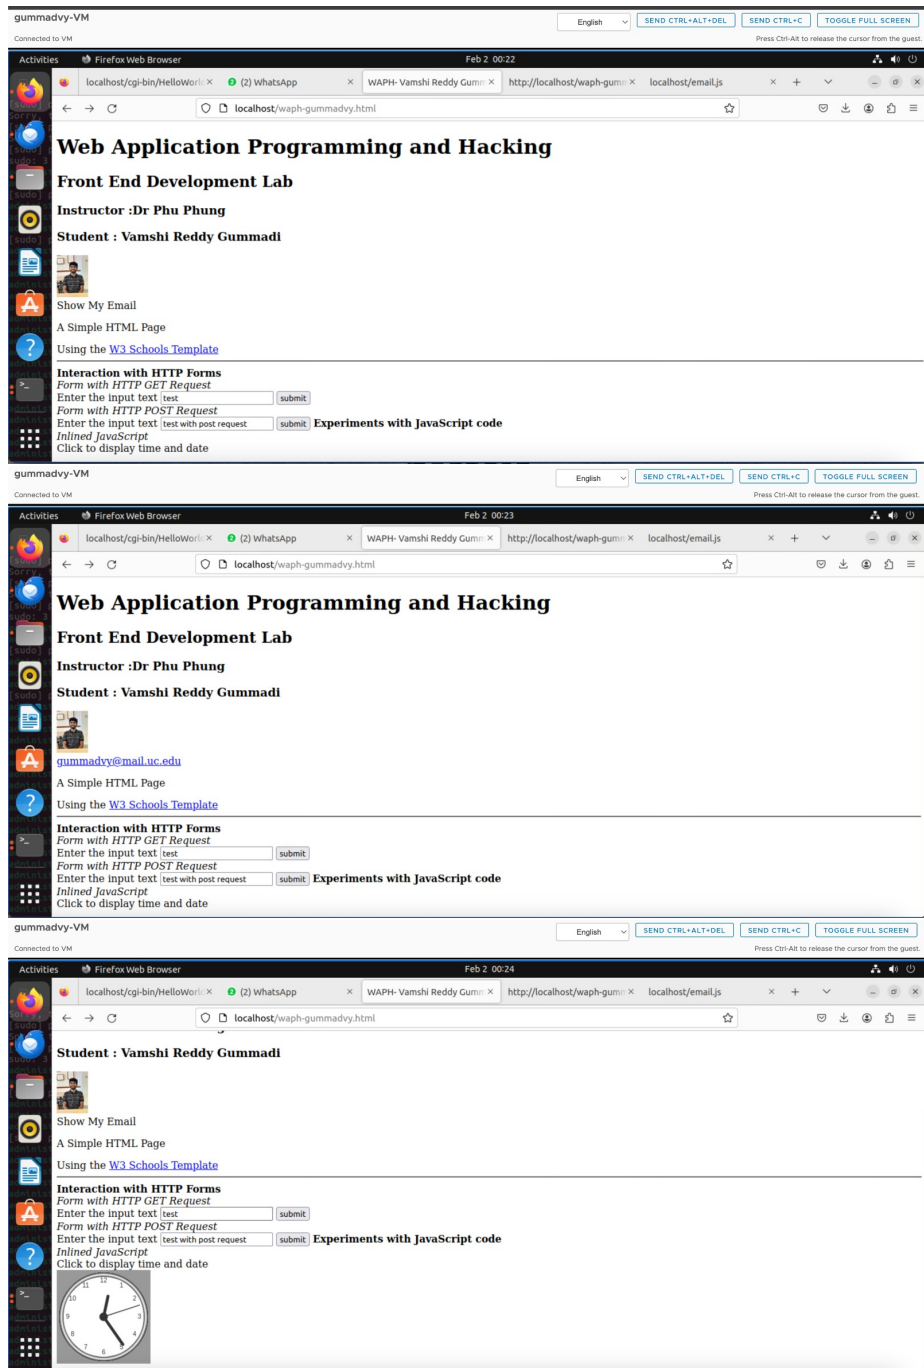 gummadvy-VM
English
SEND CTRL+ALT+DEL
SEND CTRL+C
TOGGLE FULL SCREEN
Connected to VM
Press Ctrl-Alt to release the cursor from the guest.
Activities
Firefox Web Browser
Feb 2 00:22
localhost/cgi-bin/HelloWorl
(2) WhatsApp
WAPH- Vamshi Reddy Gumm
http://localhost/waph-gumm
localhost/email.js
localhost/waph-gummadvy.html
Web Application Programming and Hacking
Front End Development Lab
Instructor :Dr Phu Phung
Student : Vamshi Reddy Gummadi
Show My Email
A Simple HTML Page
Using the W3 Schools Template
Interaction with HTTP Forms
Form with HTTP GET Request
Enter the input text test submit
Form with HTTP POST Request
Enter the input text test with post request submit Experiments with JavaScript code
Inlined JavaScript
Click to display time and date
gummadvy-VM
English
SEND CTRL+ALT+DEL
SEND CTRL+C
TOGGLE FULL SCREEN
Connected to VM
Press Ctrl-Alt to release the cursor from the guest.
Activities
Firefox Web Browser
Feb 2 00:23
localhost/cgi-bin/HelloWorl
(2) WhatsApp
WAPH- Vamshi Reddy Gumm
http://localhost/waph-gumm
localhost/email.js
localhost/waph-gummadvy.html
Web Application Programming and Hacking
Front End Development Lab
Instructor :Dr Phu Phung
Student : Vamshi Reddy Gummadi
gummadvy@mail.uc.edu
A Simple HTML Page
Using the W3 Schools Template
Interaction with HTTP Forms
Form with HTTP GET Request
Enter the input text test submit
Form with HTTP POST Request
Enter the input text test with post request submit Experiments with JavaScript code
Inlined JavaScript
Click to display time and date
gummadvy-VM
English
SEND CTRL+ALT+DEL
SEND CTRL+C
TOGGLE FULL SCREEN
Connected to VM
Press Ctrl-Alt to release the cursor from the guest.
Activities
Firefox Web Browser
Feb 2 00:24
localhost/cgi-bin/HelloWorl
(2) WhatsApp
WAPH- Vamshi Reddy Gumm
http://localhost/waph-gumm
localhost/email.js
localhost/waph-gummadvy.html
Student : Vamshi Reddy Gummadi
Show My Email
A Simple HTML Page
Using the W3 Schools Template
Interaction with HTTP Forms
Form with HTTP GET Request
Enter the input text test submit
Form with HTTP POST Request
Enter the input text test with post request submit Experiments with JavaScript code
Inlined JavaScript
Click to display time and date
12
11 1
10 2
9 3
8 4
7 6 5